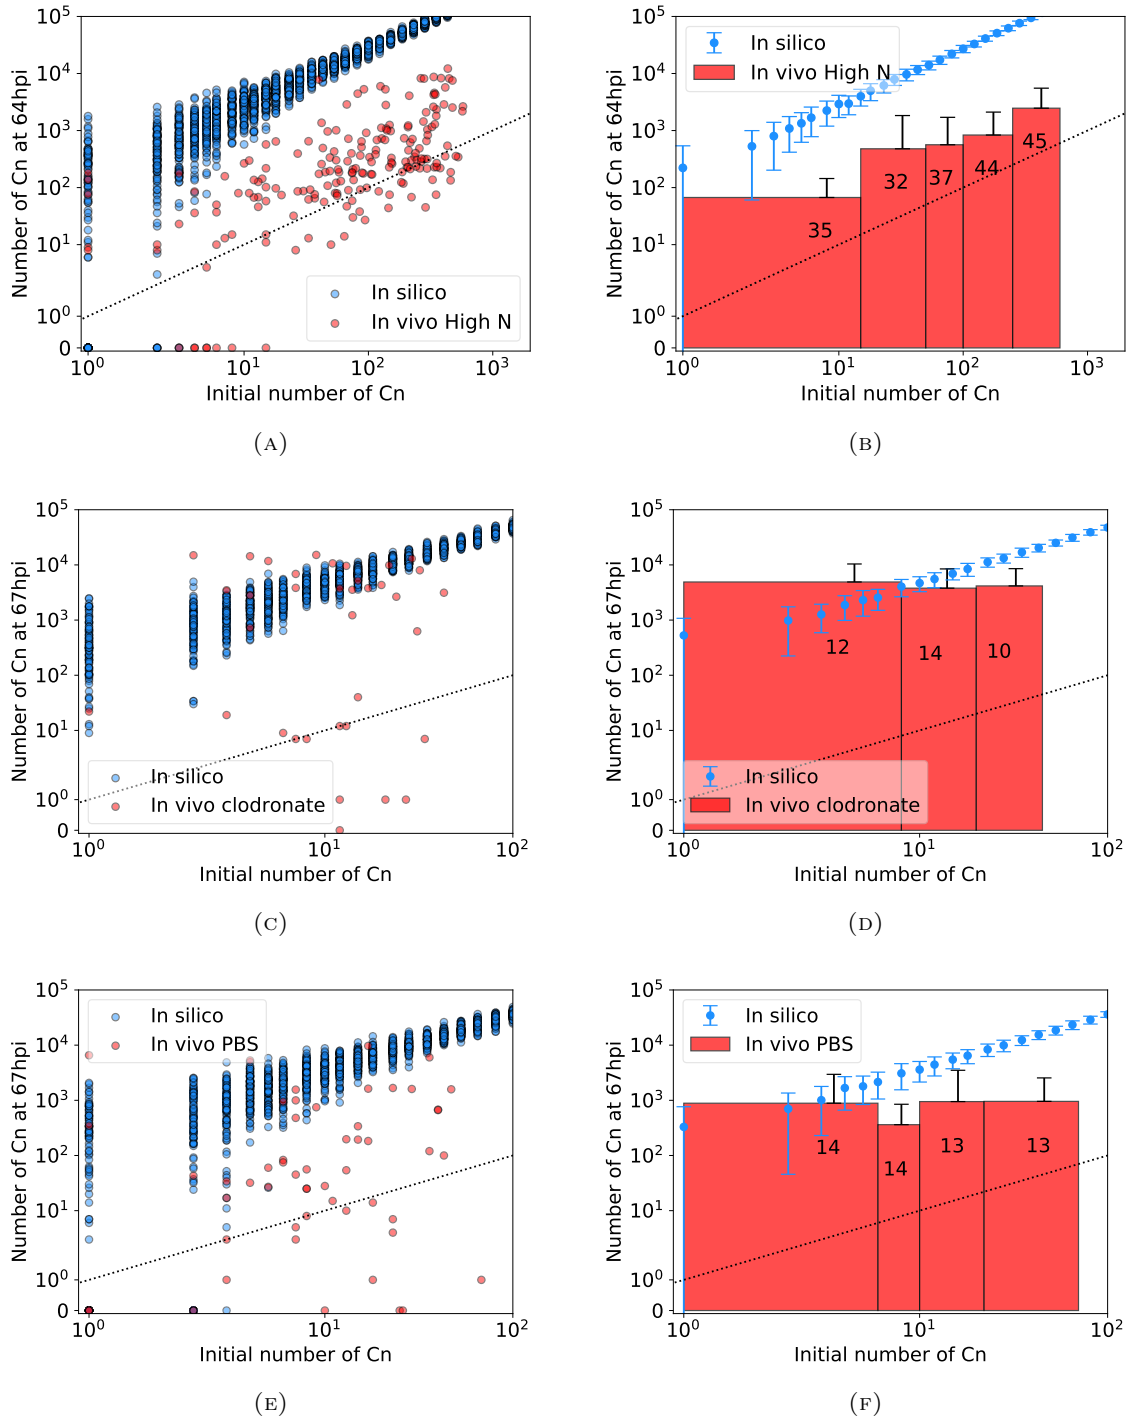 Number of Cn at 64hpi
10^5
10^4
10^3
10^2
10^1
10^0
0
In silico
In vivo High N
10^0 10^1 10^2 10^3
Initial number of Cn
(A)
Number of Cn at 64hpi
10^5
10^4
10^3
10^2
10^1
10^0
0
In silico
In vivo High N
35 32 37 44 45
10^0 10^1 10^2 10^3
Initial number of Cn
(B)
Number of Cn at 67hpi
10^5
10^4
10^3
10^2
10^1
10^0
0
In silico
In vivo clodronate
10^0 10^1 10^2
Initial number of Cn
(C)
Number of Cn at 67hpi
10^5
10^4
10^3
10^2
10^1
10^0
0
12 14 10
In silico
In vivo clodronate
10^0 10^1 10^2
Initial number of Cn
(D)
Number of Cn at 67hpi
10^5
10^4
10^3
10^2
10^1
10^0
0
In silico
In vivo PBS
10^0 10^1 10^2
Initial number of Cn
(E)
Number of Cn at 67hpi
10^5
10^4
10^3
10^2
10^1
10^0
0
In silico
In vivo PBS
14 14 13 13
10^0 10^1 10^2
Initial number of Cn
(F)